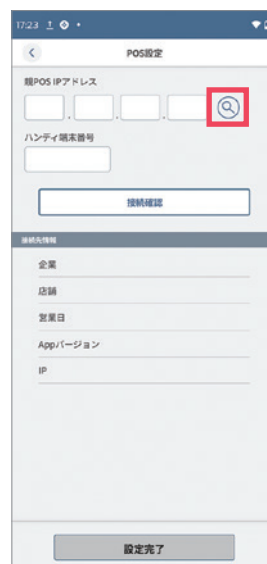 17:23
POS設定
親POS IPアドレス
ハンディ端末番号
接続確認
接続先情報
企業
店舗
営業日
Appバージョン
IP
設定完了